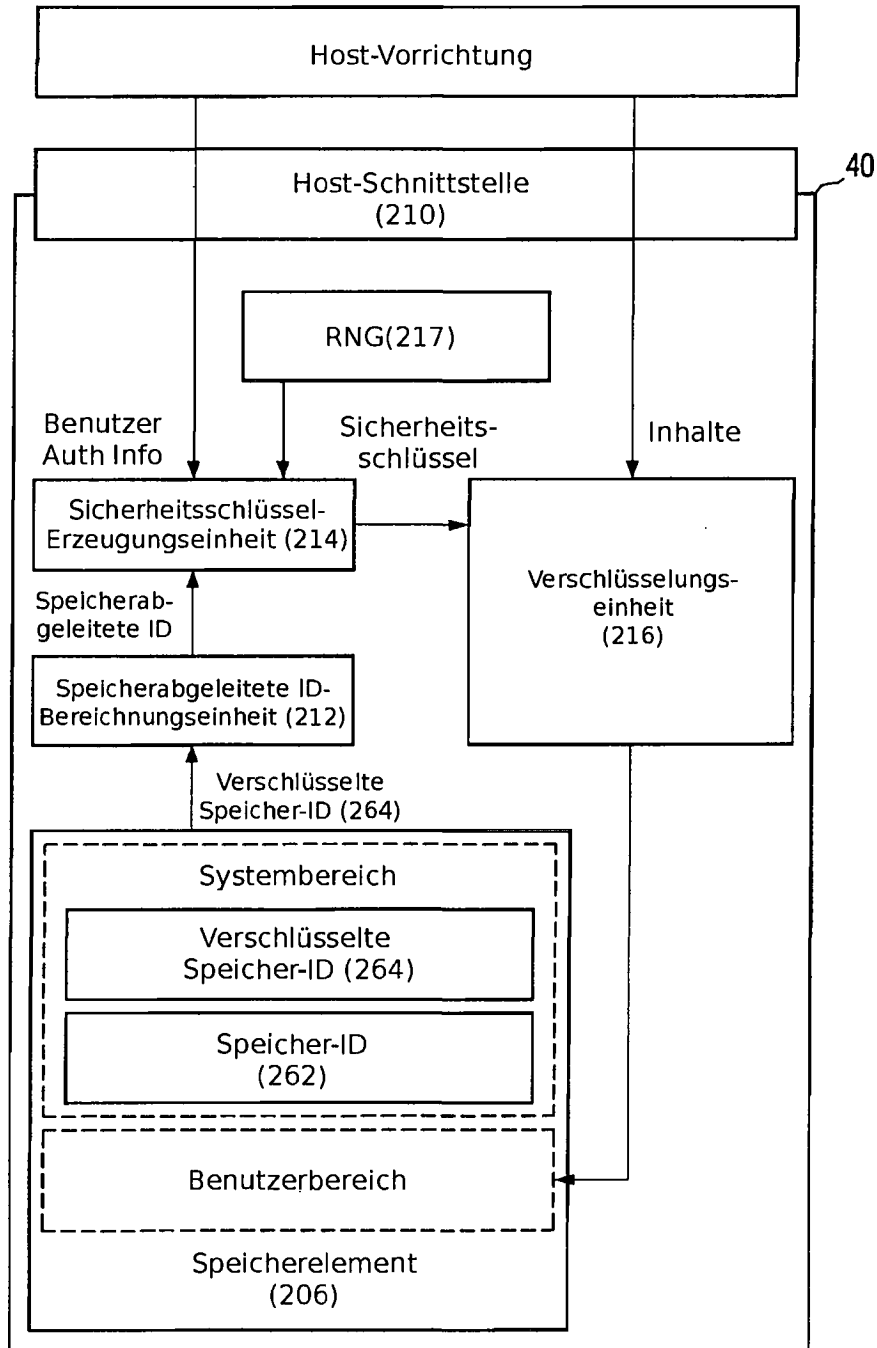 Host-Vorrichtung
Host-Schnittstelle
(210)
40
RNG(217)
Benutzer
Auth Info
Sicherheits-
schlüssel
Inhalte
Sicherheitsschlüssel-
Erzeugungseinheit (214)
Verschlüsselungs-
einheit
(216)
Speicherab-
geleitete ID
Speicherabgeleitete ID-
Bereichnungseinheit (212)
Verschlüsselte
Speicher-ID (264)
Systembereich
Verschlüsselte
Speicher-ID (264)
Speicher-ID
(262)
Benutzerbereich
Speicherelement
(206)